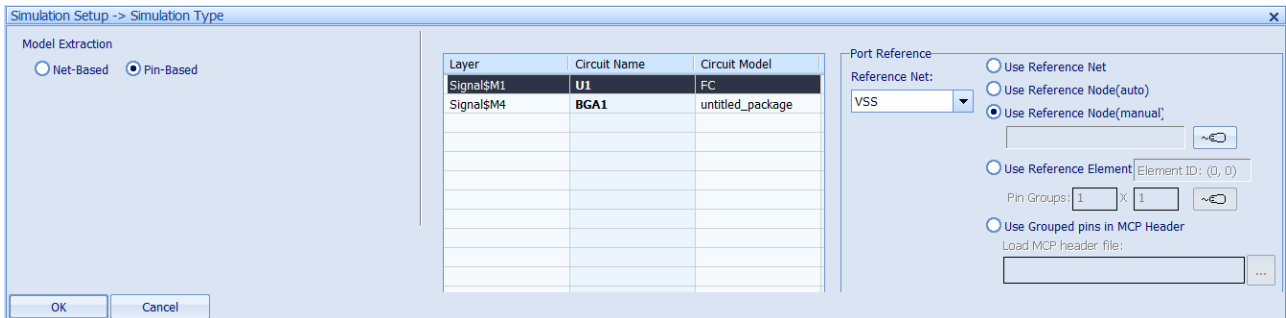 Simulation Setup -> Simulation Type
Model Extraction
Net-Based Pin-Based
Layer Circuit Name Circuit Model
Signal$M1 U1 FC
Signal$M4 BGA1 untitled_package
Port Reference
Reference Net:
VSS
Use Reference Net
Use Reference Node(auto)
Use Reference Node(manual)
Use Reference Element Element ID: (0, 0)
Pin Groups: 1 X 1
Use Grouped pins in MCP Header
Load MCP header file:
...
OK Cancel